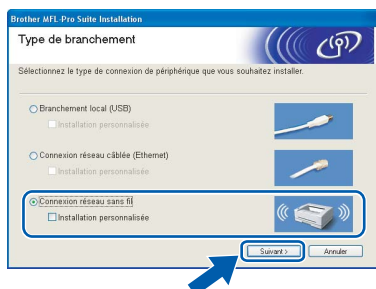 Brother MFL-Pro Suite Installation
Type de branchement
Sélectionnez le type de connexion de périphérique que vous souhaitez installer.
Branchement local (USB)
Installation personnalisée
Connexion réseau câblée (Ethernet)
Installation personnalisée
Connexion réseau sans fil
Installation personnalisée
Suivant >
Annuler